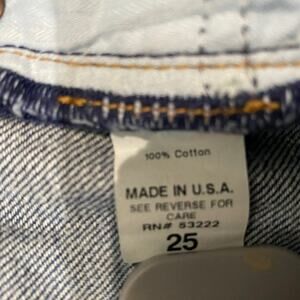 100% Cotton
MADE IN U.S.A.
SEE REVERSE FOR
CARE
RN# 53222
25